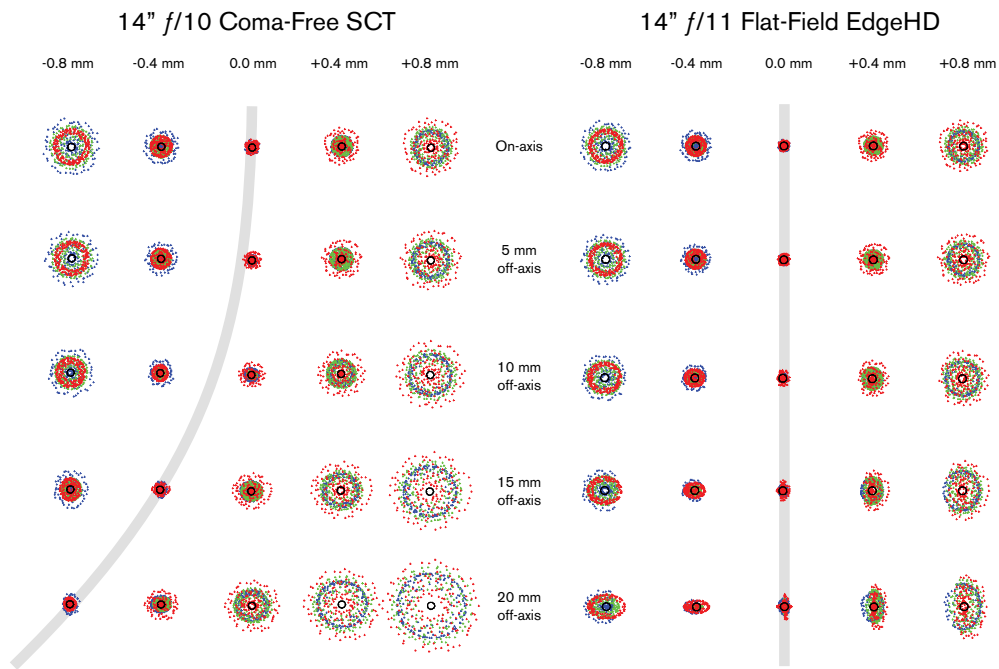 14” f/10 Coma-Free SCT
14” f/11 Flat-Field EdgeHD
-0.8 mm -0.4 mm 0.0 mm +0.4 mm +0.8 mm
-0.8 mm -0.4 mm 0.0 mm +0.4 mm +0.8 mm
On-axis
5 mm
off-axis
10 mm
off-axis
15 mm
off-axis
20 mm
off-axis